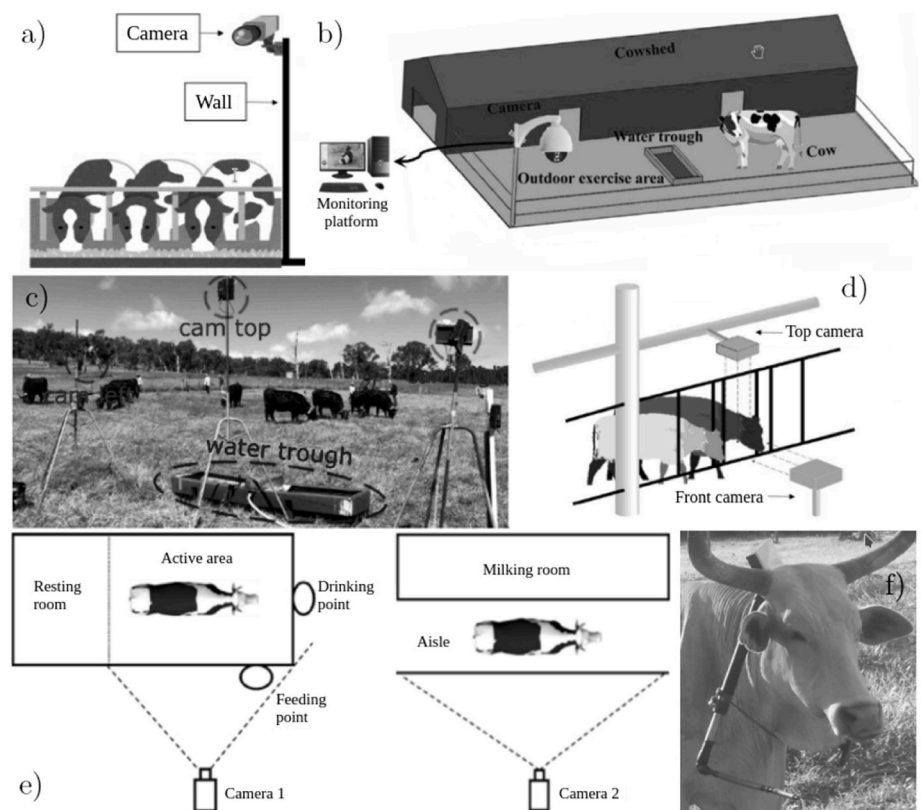 a)
Camera
Wall
b)
Cowshed
Camera
Water trough
Cow
Outdoor exercise area
Monitoring
platform
c)
cam top
water trough
d)
Top camera
Front camera
Resting
room
Active area
Drinking
point
Feeding
point
Camera 1
Milking room
Aisle
Camera 2
e)
f)